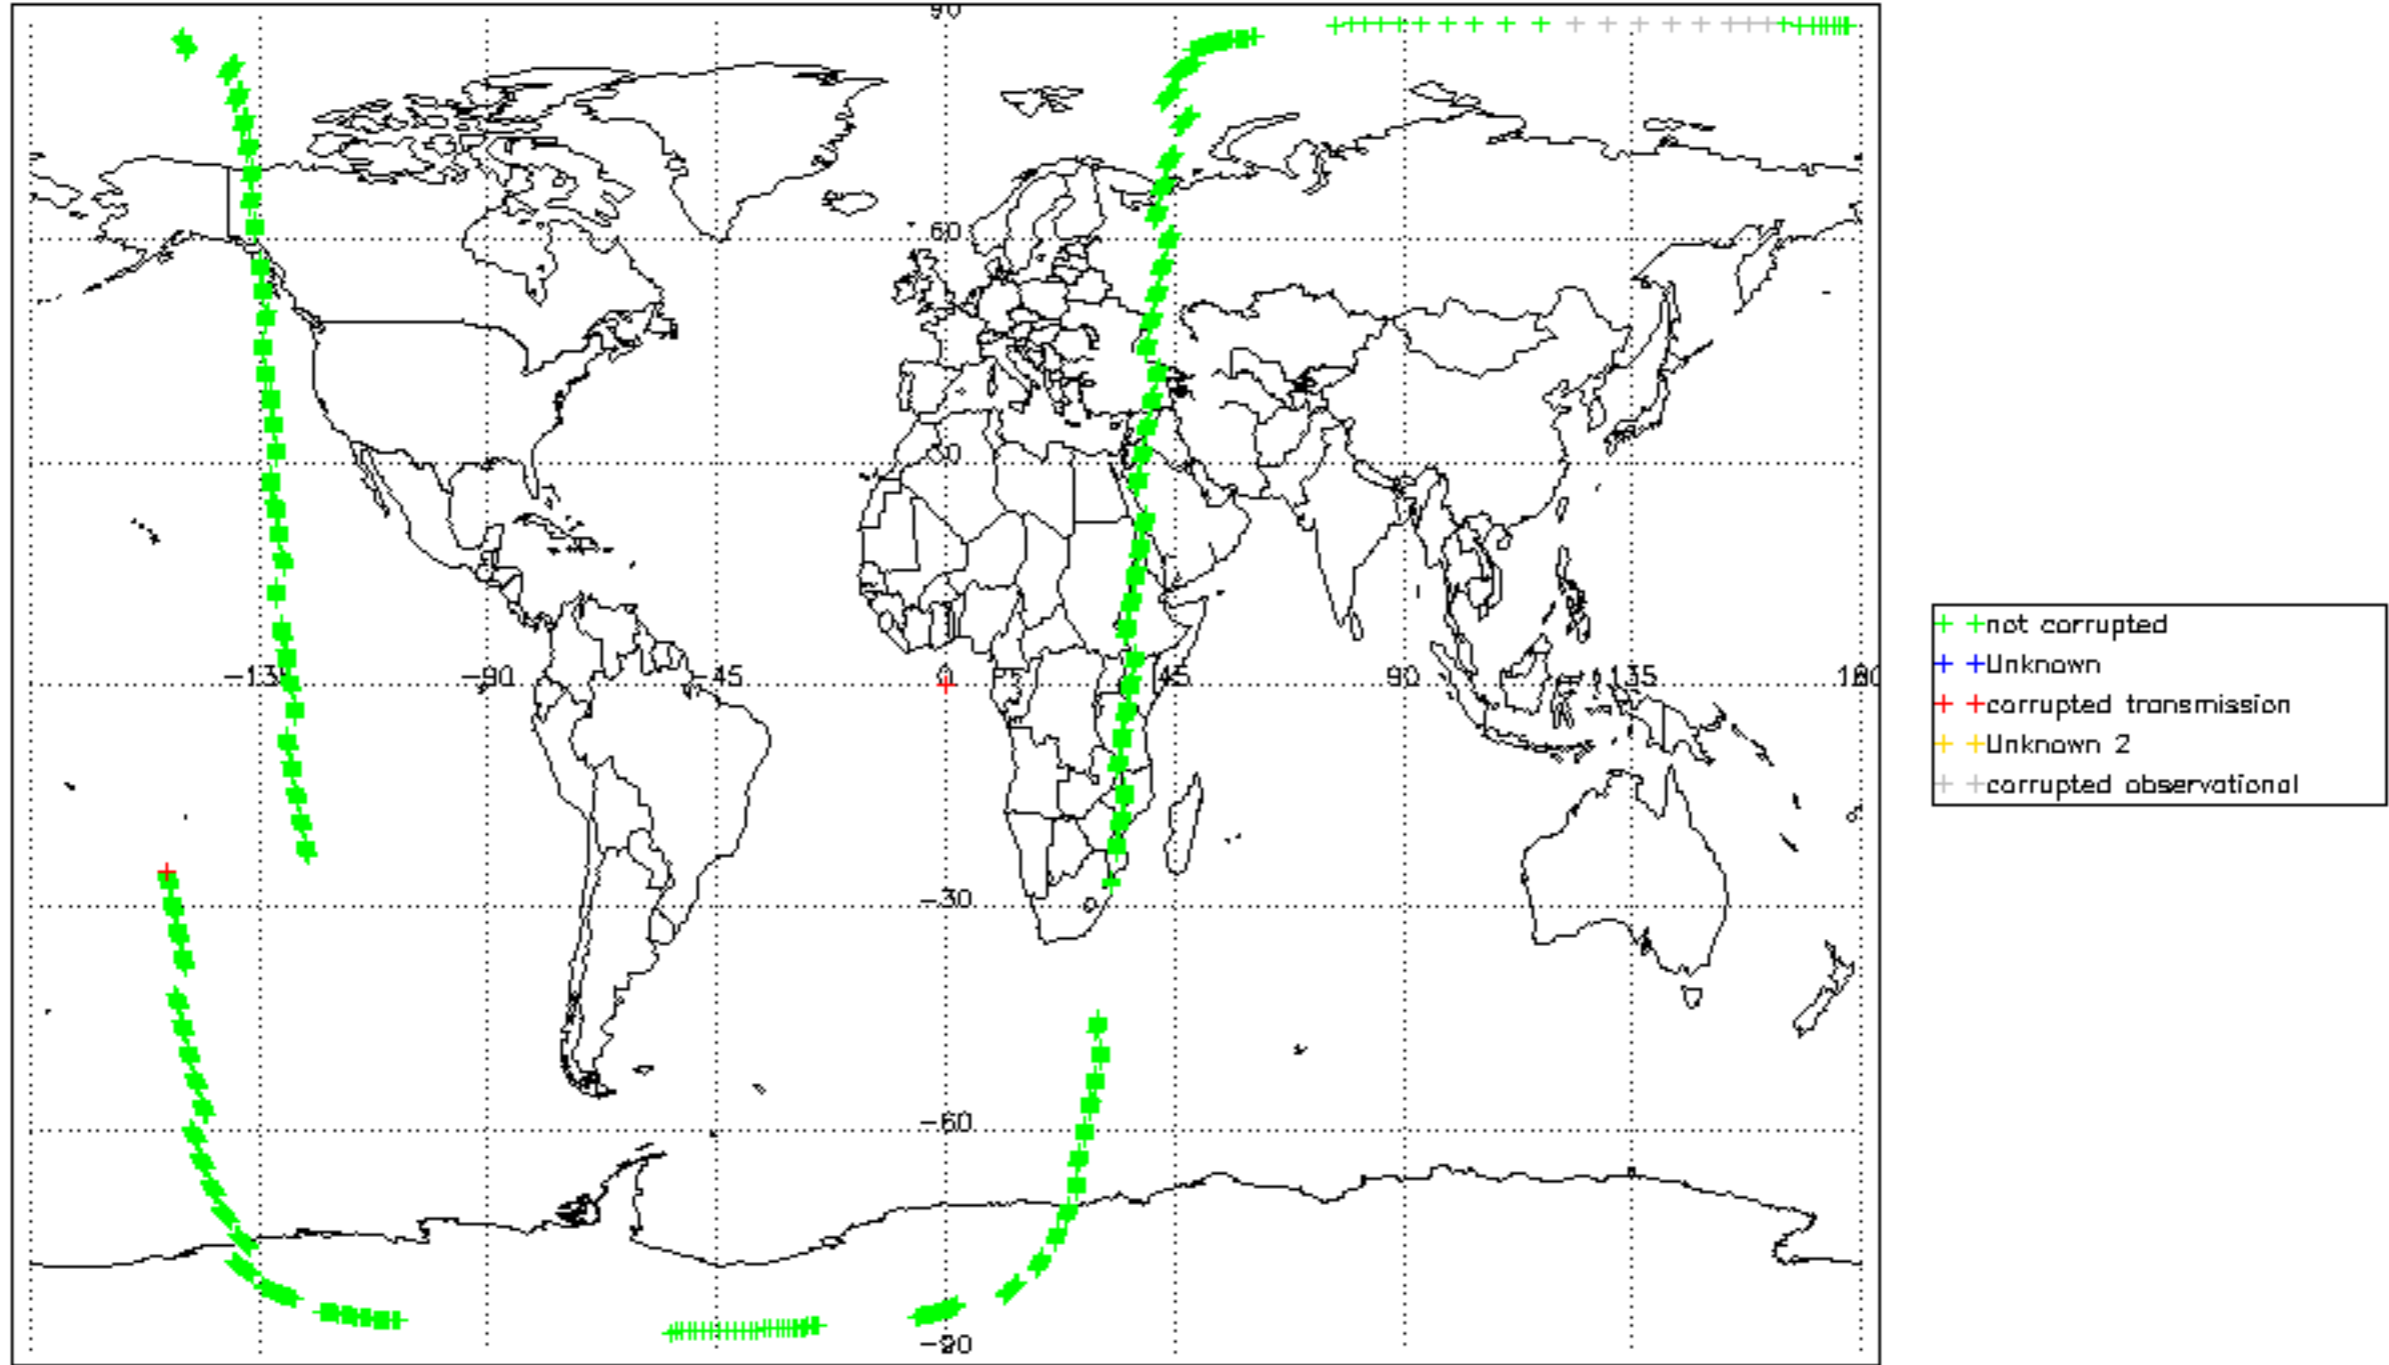 90
60
30
-135 -90 -45 0 45 90 135 180
-30
-60
-90
not corrupted
Unknown
corrupted transmission
Unknown 2
corrupted observational